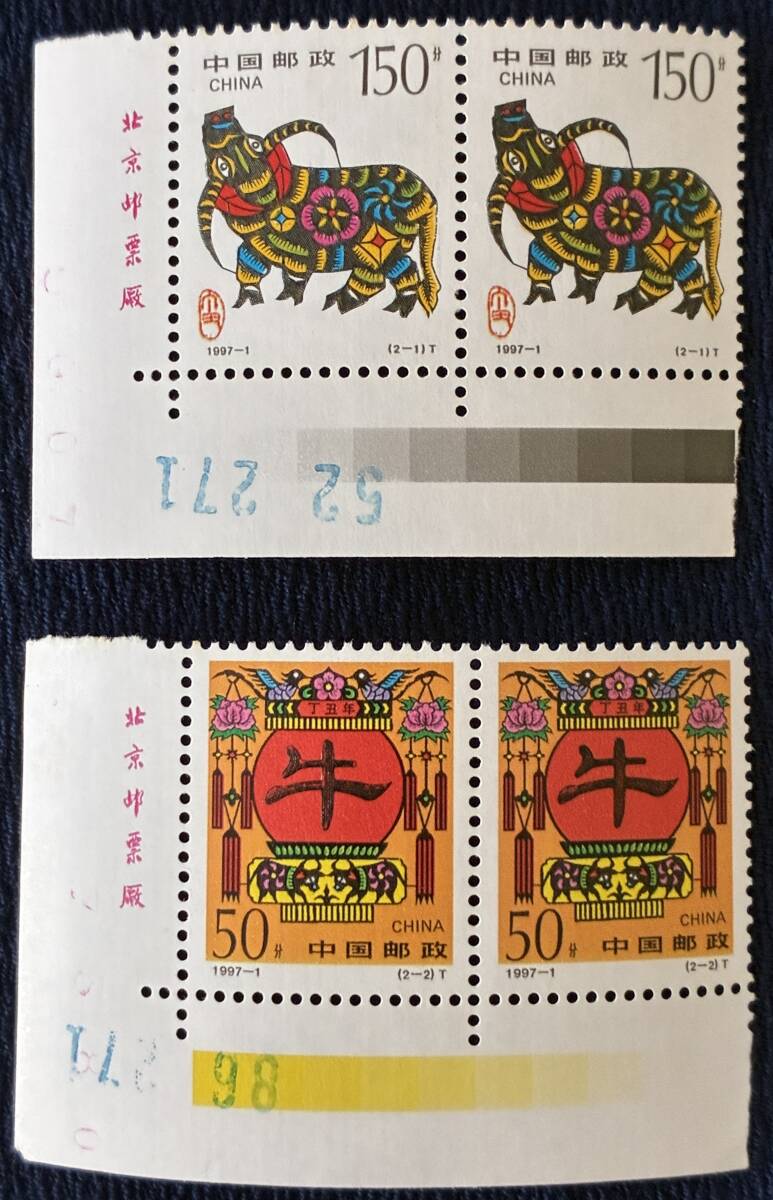 中国邮政 150分
CHINA
中国邮政 150分
CHINA
北京邮票厂
1997-1 (2-1)T
1997-1 (2-1)T
52 271
丁丑年
牛
50分 CHINA
中国邮政
1997-1 (2-2)T
丁丑年
牛
50分 CHINA
中国邮政
1997-1 (2-2)T
北京邮票厰